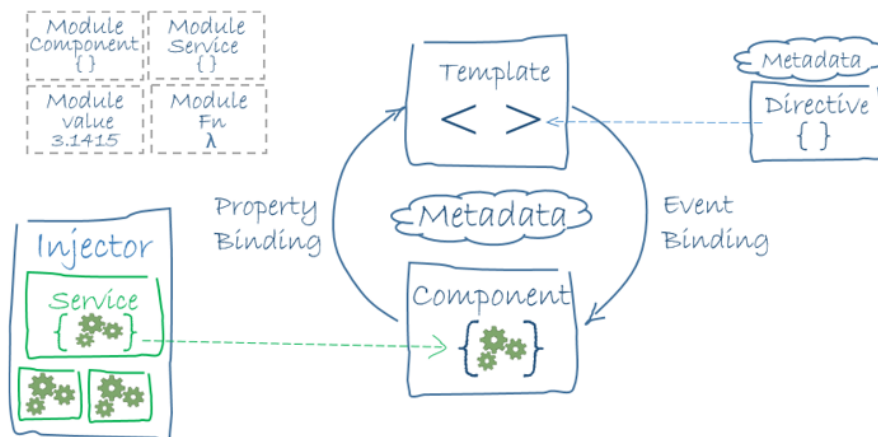 Module
Component
{ }
Module
Service
{ }
Module
value
3.1415
Module
Fn
λ
Template
< >
Metadata
Directive
{ }
Property
Binding
Metadata
Event
Binding
Injector
Service
{ }
Component
{ }